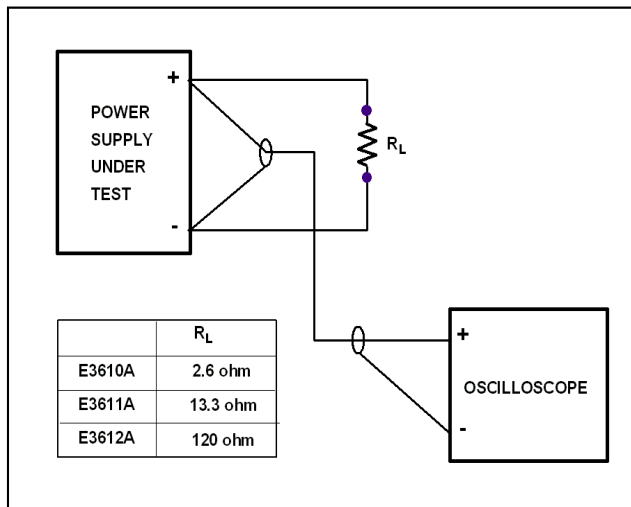 +
POWER
SUPPLY
UNDER
TEST
-
RL
+
OSCILLOSCOPE
-
RL
E3610A 2.6 ohm
E3611A 13.3 ohm
E3612A 120 ohm